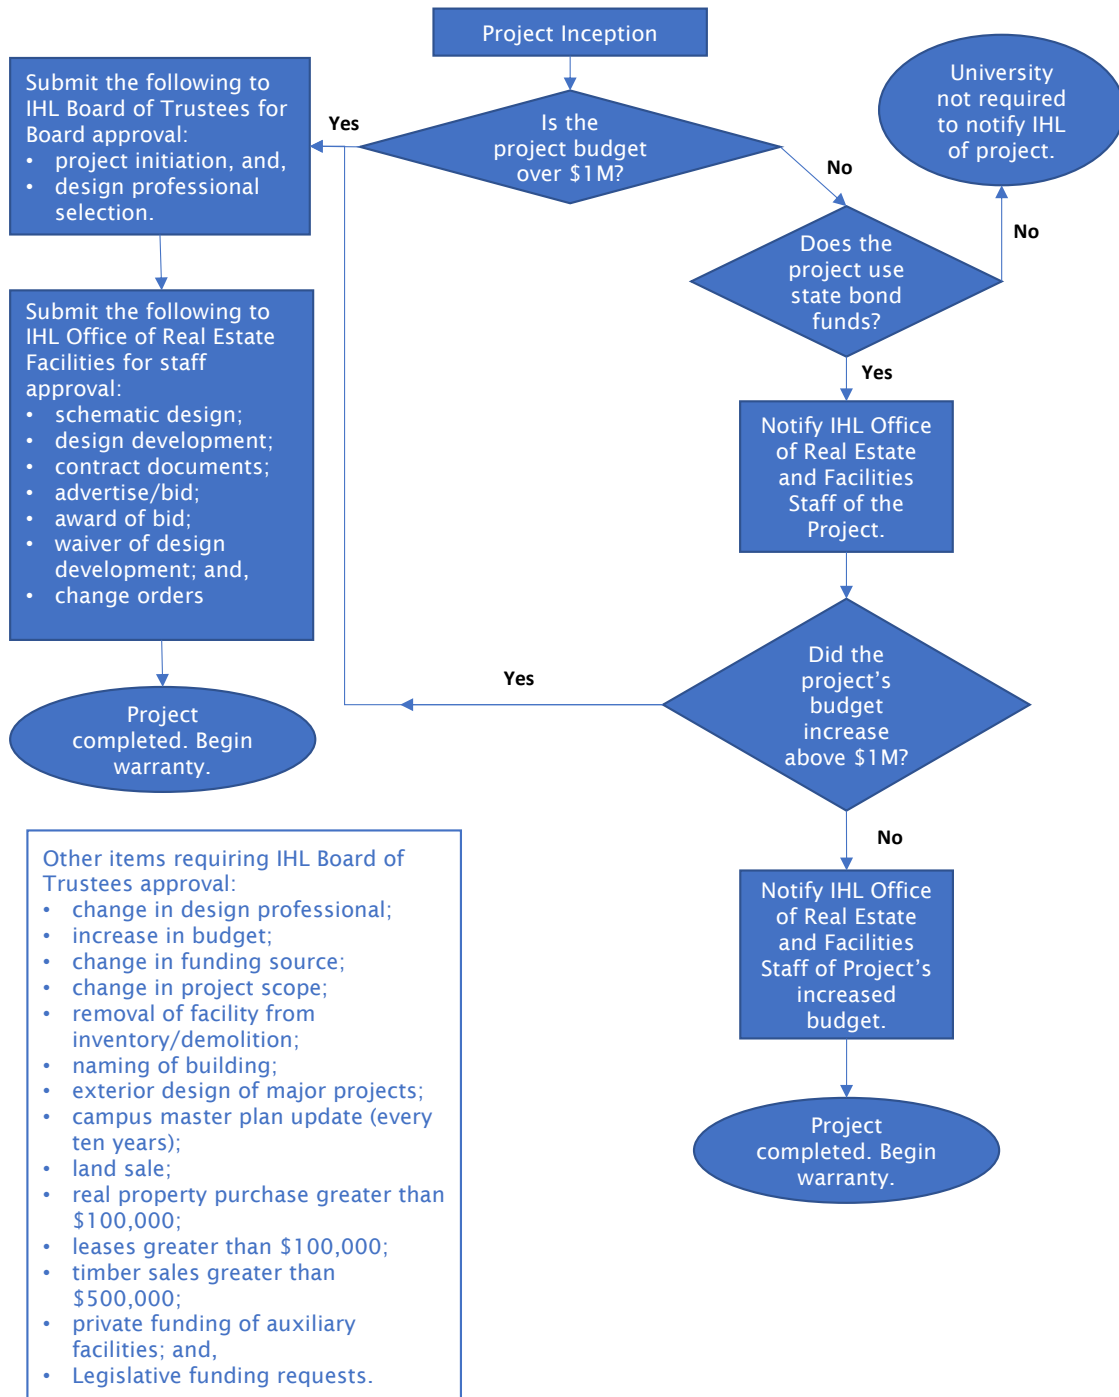 Project Inception
Is the
project budget
over $1M?
Yes
No
University
not required
to notify IHL
of project.
No
Does the
project use
state bond
funds?
Yes
Submit the following to
IHL Board of Trustees for
Board approval:
• project initiation, and,
• design professional
selection.
Submit the following to
IHL Office of Real Estate
Facilities for staff
approval:
• schematic design;
• design development;
• contract documents;
• advertise/bid;
• award of bid;
• waiver of design
development; and,
• change orders
Project
completed. Begin
warranty.
Notify IHL Office
of Real Estate
and Facilities
Staff of the
Project.
Did the
project’s
budget
increase
above $1M?
Yes
No
Notify IHL Office
of Real Estate
and Facilities
Staff of Project’s
increased
budget.
Project
completed. Begin
warranty.
Other items requiring IHL Board of
Trustees approval:
• change in design professional;
• increase in budget;
• change in funding source;
• change in project scope;
• removal of facility from
inventory/demolition;
• naming of building;
• exterior design of major projects;
• campus master plan update (every
ten years);
• land sale;
• real property purchase greater than
$100,000;
• leases greater than $100,000;
• timber sales greater than
$500,000;
• private funding of auxiliary
facilities; and,
• Legislative funding requests.